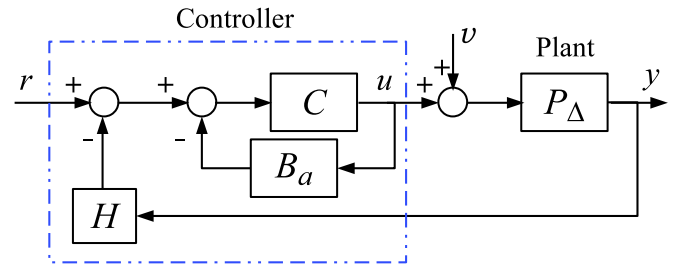 Controller
Plant
r
+
-
+
-
C
u
+
+
v
P_Δ
y
B_a
H